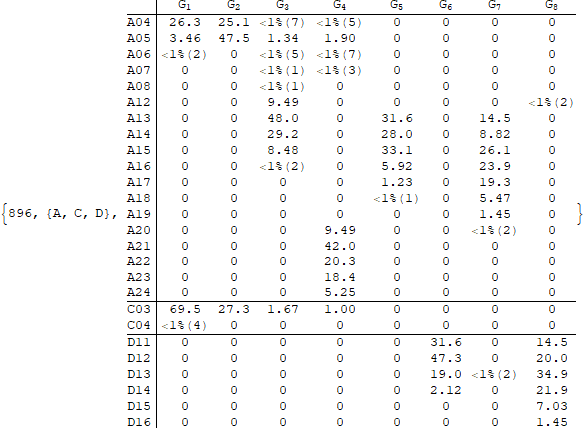 G1 G2 G3 G4 G5 G6 G7 G8
A04 26.3 25.1 <1%(7) <1%(5) 0 0 0 0
A05 3.46 47.5 1.34 1.90 0 0 0 0
A06 <1%(2) 0 <1%(5) <1%(7) 0 0 0 0
A07 0 0 <1%(1) <1%(3) 0 0 0 0
A08 0 0 <1%(1) 0 0 0 0 0
A12 0 0 9.49 0 0 0 0 <1%(2)
A13 0 0 48.0 0 31.6 0 14.5 0
A14 0 0 29.2 0 28.0 0 8.82 0
A15 0 0 8.48 0 33.1 0 26.1 0
A16 0 0 <1%(2) 0 5.92 0 23.9 0
A17 0 0 0 0 1.23 0 19.3 0
A18 0 0 0 0 <1%(1) 0 5.47 0
{896, {A, C, D}, A19 0 0 0 0 0 0 1.45 0 }
A20 0 0 0 9.49 0 0 <1%(2) 0
A21 0 0 0 42.0 0 0 0 0
A22 0 0 0 20.3 0 0 0 0
A23 0 0 0 18.4 0 0 0 0
A24 0 0 0 5.25 0 0 0 0
C03 69.5 27.3 1.67 1.00 0 0 0 0
C04 <1%(4) 0 0 0 0 0 0 0
D11 0 0 0 0 0 31.6 0 14.5
D12 0 0 0 0 0 47.3 0 20.0
D13 0 0 0 0 0 19.0 <1%(2) 34.9
D14 0 0 0 0 0 2.12 0 21.9
D15 0 0 0 0 0 0 0 7.03
D16 0 0 0 0 0 0 0 1.45